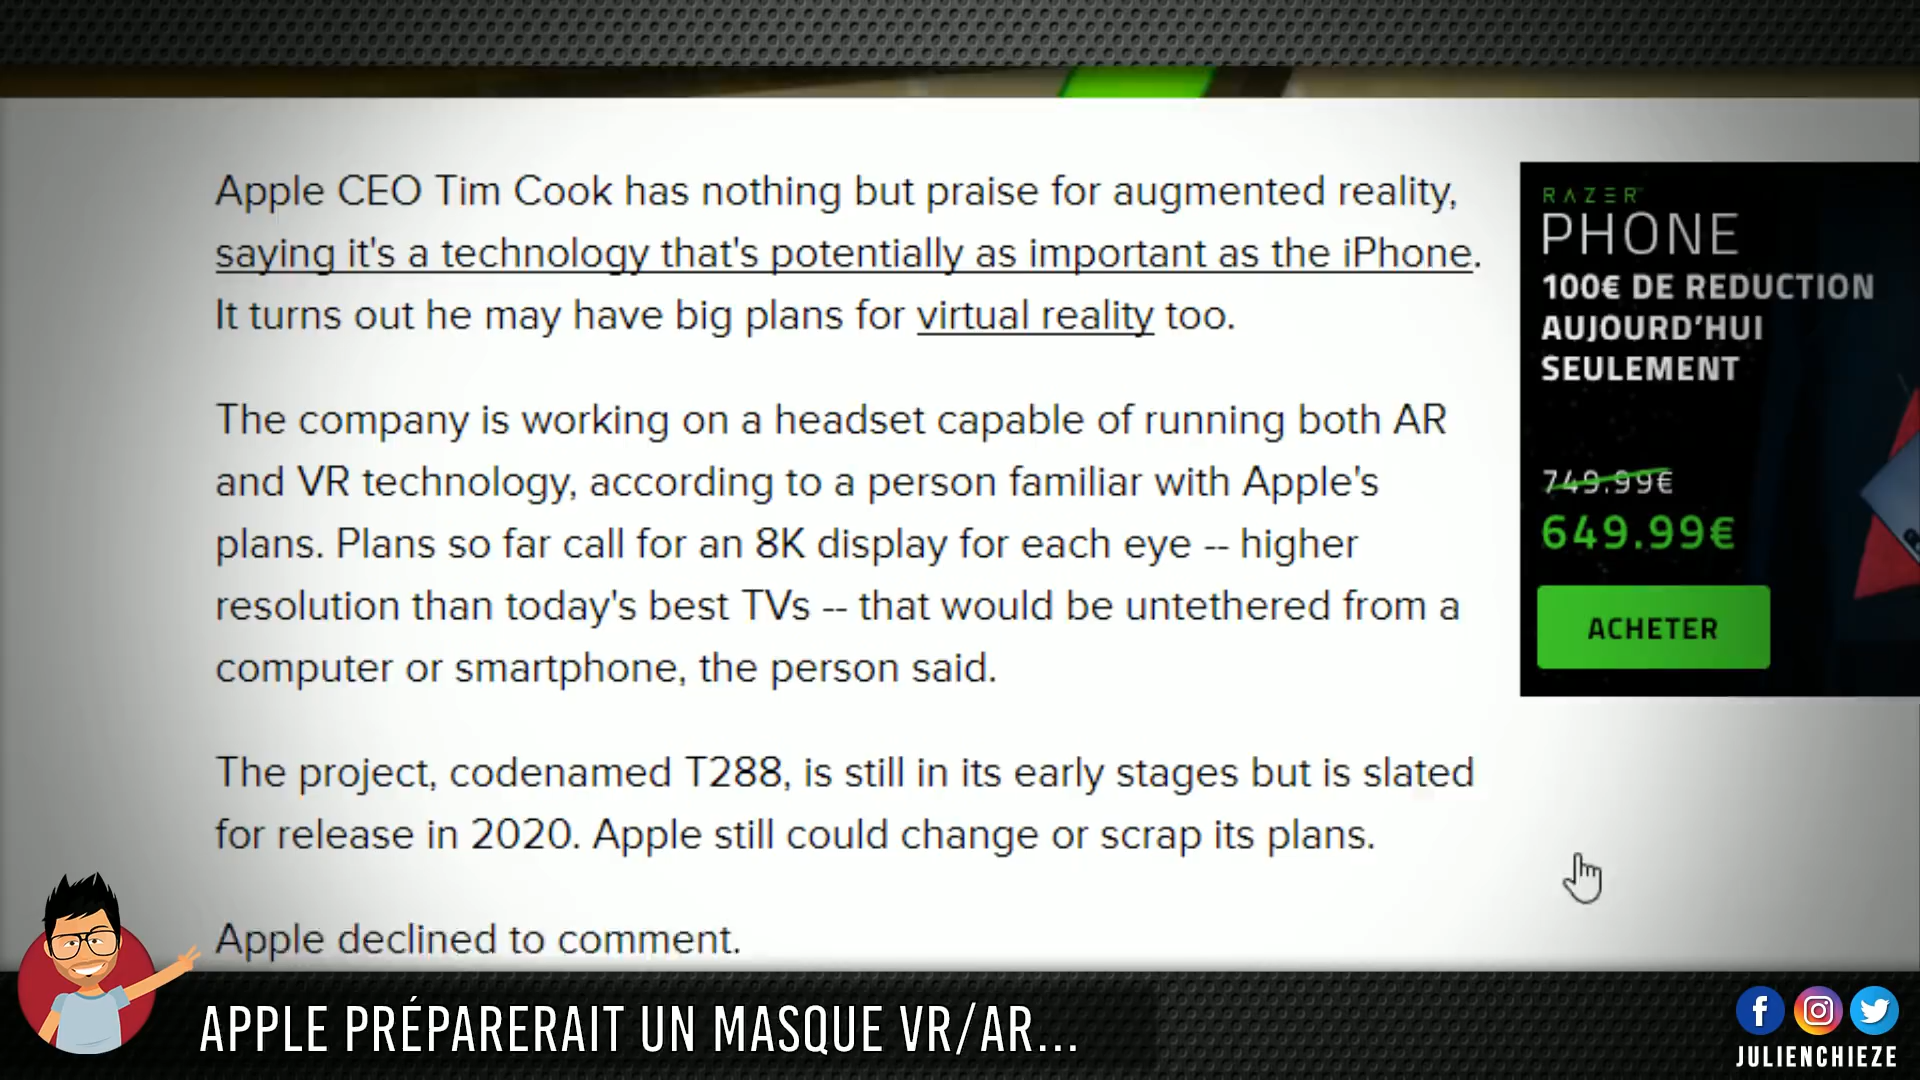 Apple CEO Tim Cook has nothing but praise for augmented reality,
saying it's a technology that's potentially as important as the iPhone.
It turns out he may have big plans for virtual reality too.
The company is working on a headset capable of running both AR
and VR technology, according to a person familiar with Apple's
plans. Plans so far call for an 8K display for each eye -- higher
resolution than today's best TVs -- that would be untethered from a
computer or smartphone, the person said.
The project, codenamed T288, is still in its early stages but is slated
for release in 2020. Apple still could change or scrap its plans.
Apple declined to comment.
RAZER
PHONE
100€ DE REDUCTION
AUJOURD'HUI
SEULEMENT
749.99€
649.99€
ACHETER
APPLE PRÉPARERAIT UN MASQUE VR/AR...
JULIENCHIEZE